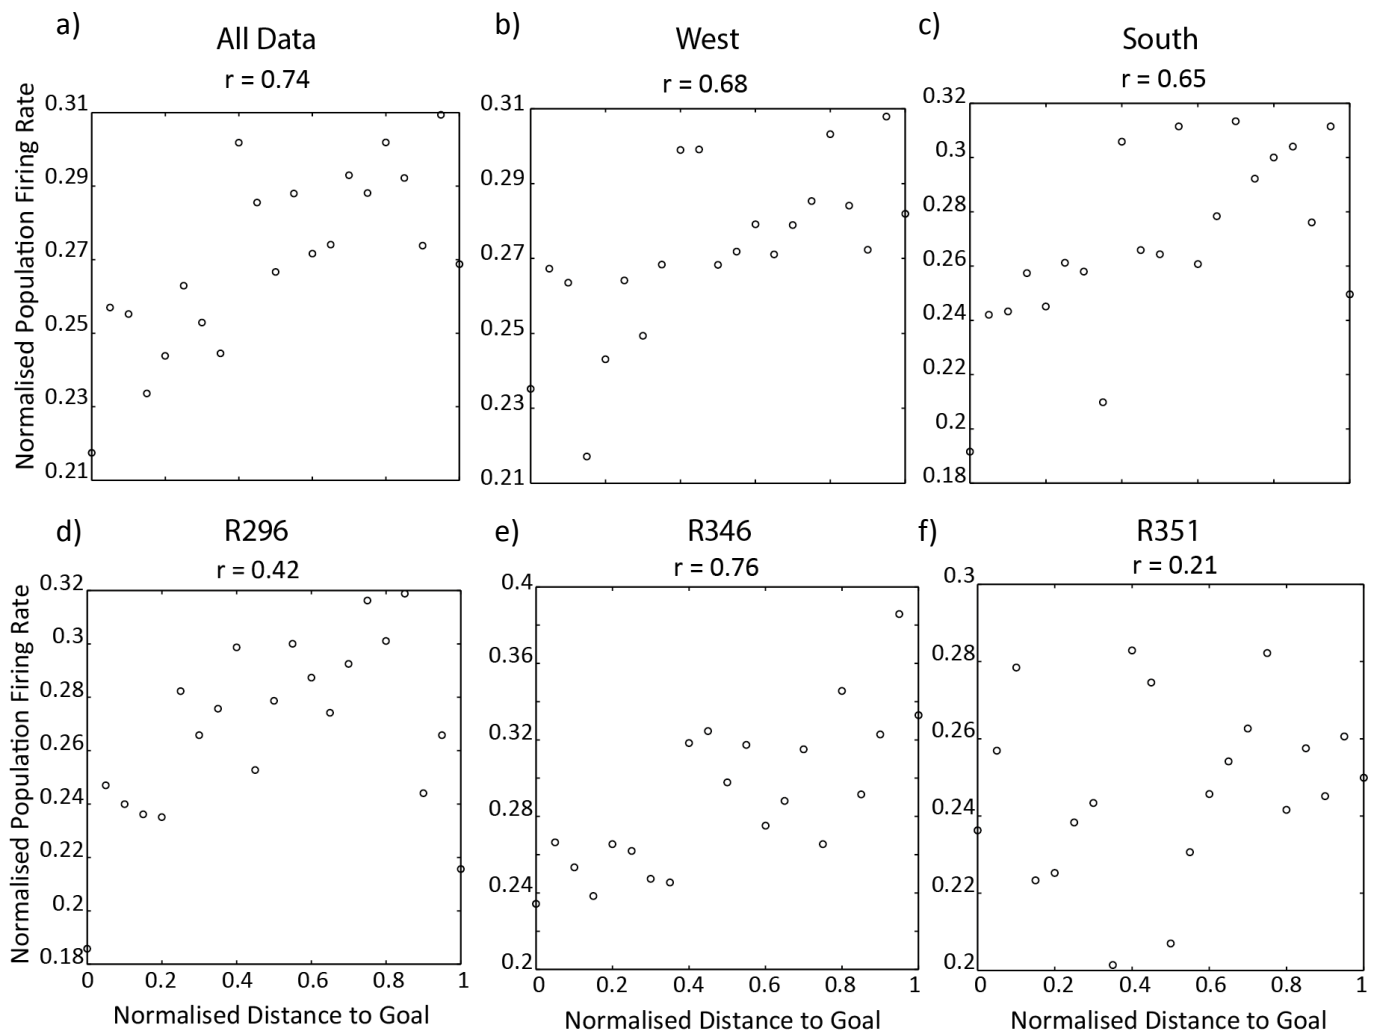 a)
All Data
r = 0.74
b)
West
r = 0.68
c)
South
r = 0.65
Normalised Population Firing Rate
0.31
0.29
0.27
0.25
0.23
0.21
0.31
0.29
0.27
0.25
0.23
0.21
0.32
0.3
0.28
0.26
0.24
0.22
0.2
0.18
d)
R296
r = 0.42
e)
R346
r = 0.76
f)
R351
r = 0.21
Normalised Population Firing Rate
0.32
0.3
0.28
0.26
0.24
0.22
0.2
0.18
0 0.2 0.4 0.6 0.8 1
Normalised Distance to Goal
0.4
0.36
0.32
0.28
0.24
0.2
0 0.2 0.4 0.6 0.8 1
Normalised Distance to Goal
0.3
0.28
0.26
0.24
0.22
0.2
0 0.2 0.4 0.6 0.8 1
Normalised Distance to Goal